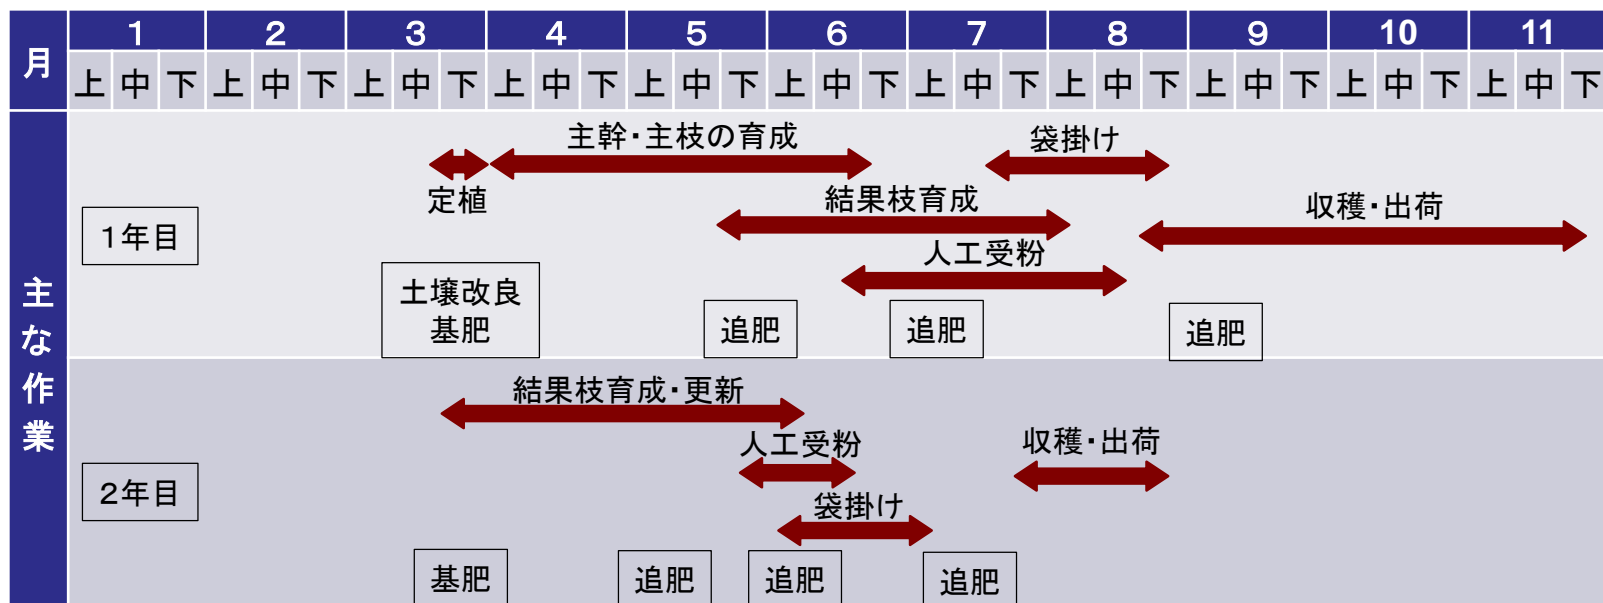 月 1 2 3 4 5 6 7 8 9 10 11
上 中 下 上 中 下 上 中 下 上 中 下 上 中 下 上 中 下 上 中 下 上 中 下 上 中 下 上 中 下 上 中 下
主な作業
1年目
主幹・主枝の育成
袋掛け
定植
結果枝育成
収穫・出荷
人工受粉
土壌改良
基肥
追肥
追肥
追肥
2年目
結果枝育成・更新
人工受粉
収穫・出荷
袋掛け
基肥
追肥
追肥
追肥